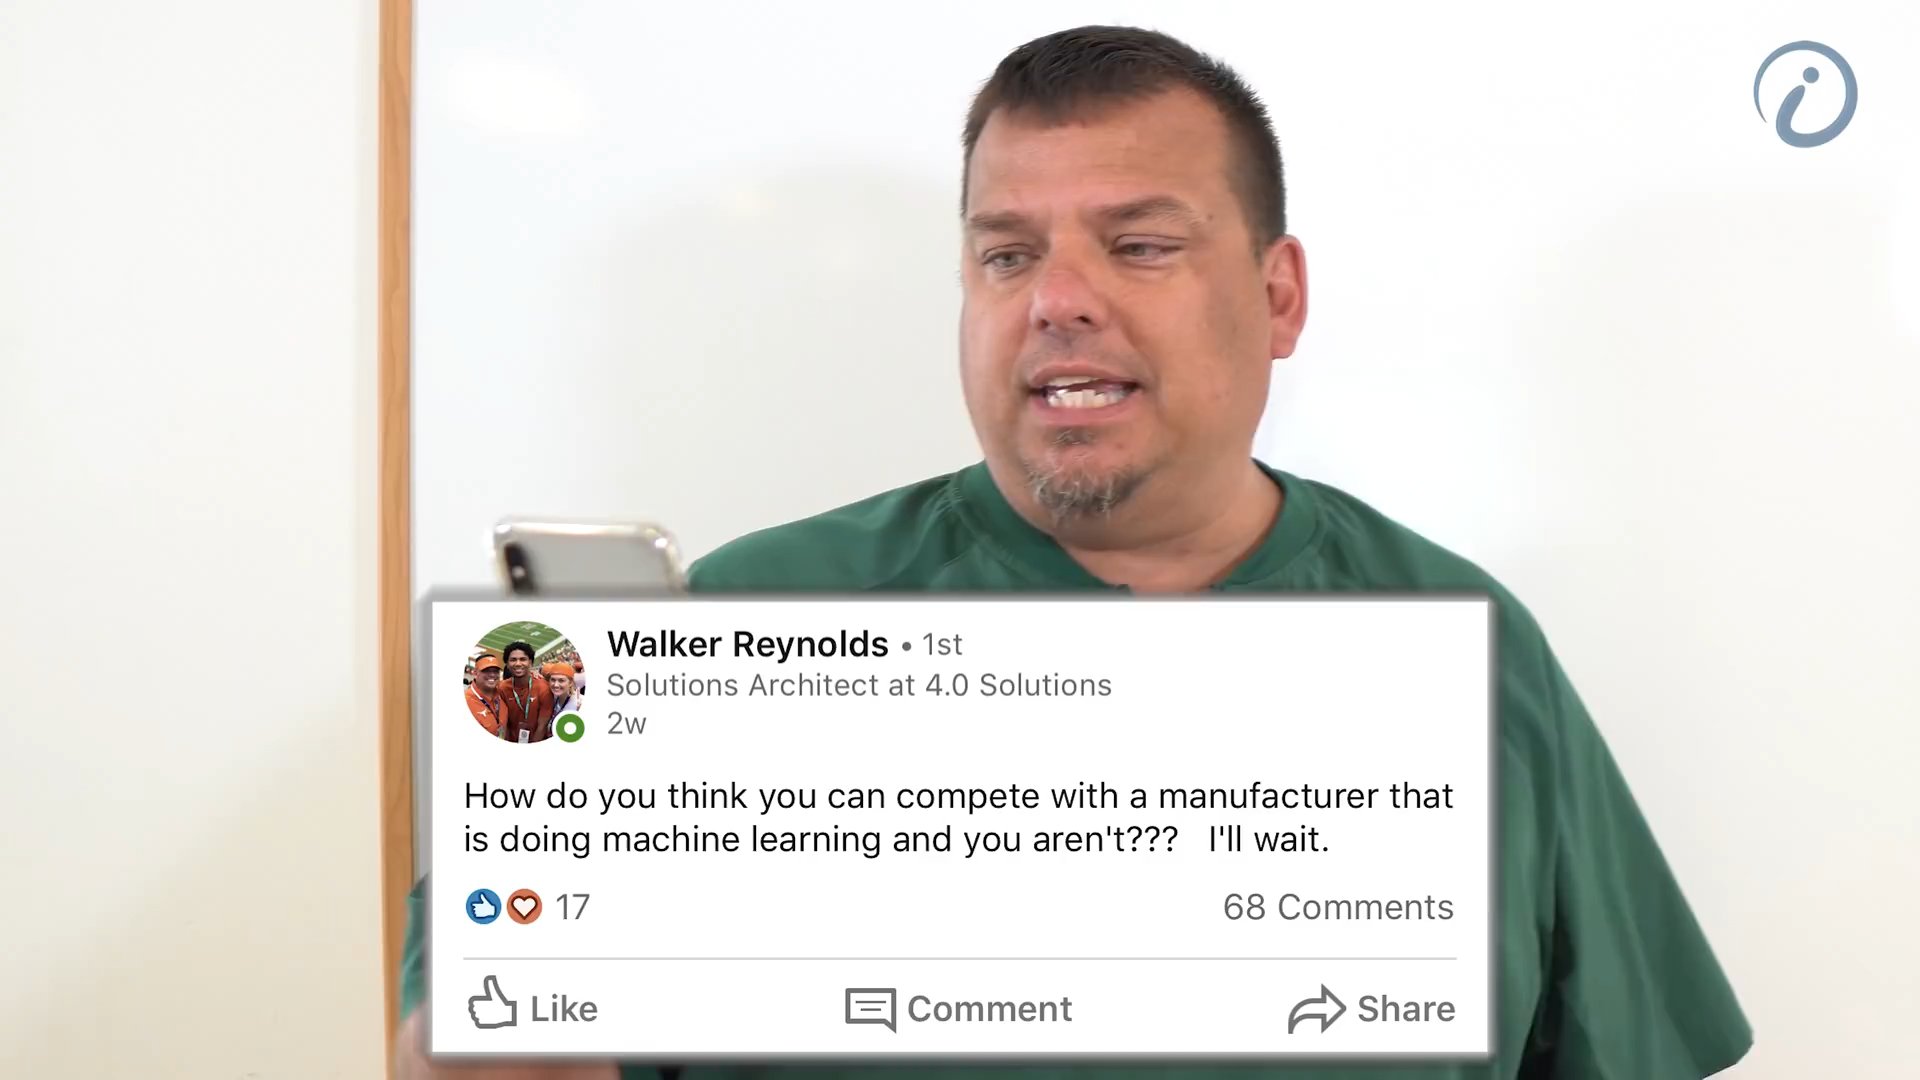 Walker Reynolds • 1st
Solutions Architect at 4.0 Solutions
2w
How do you think you can compete with a manufacturer that
is doing machine learning and you aren't??? I'll wait.
17
68 Comments
Like
Comment
Share